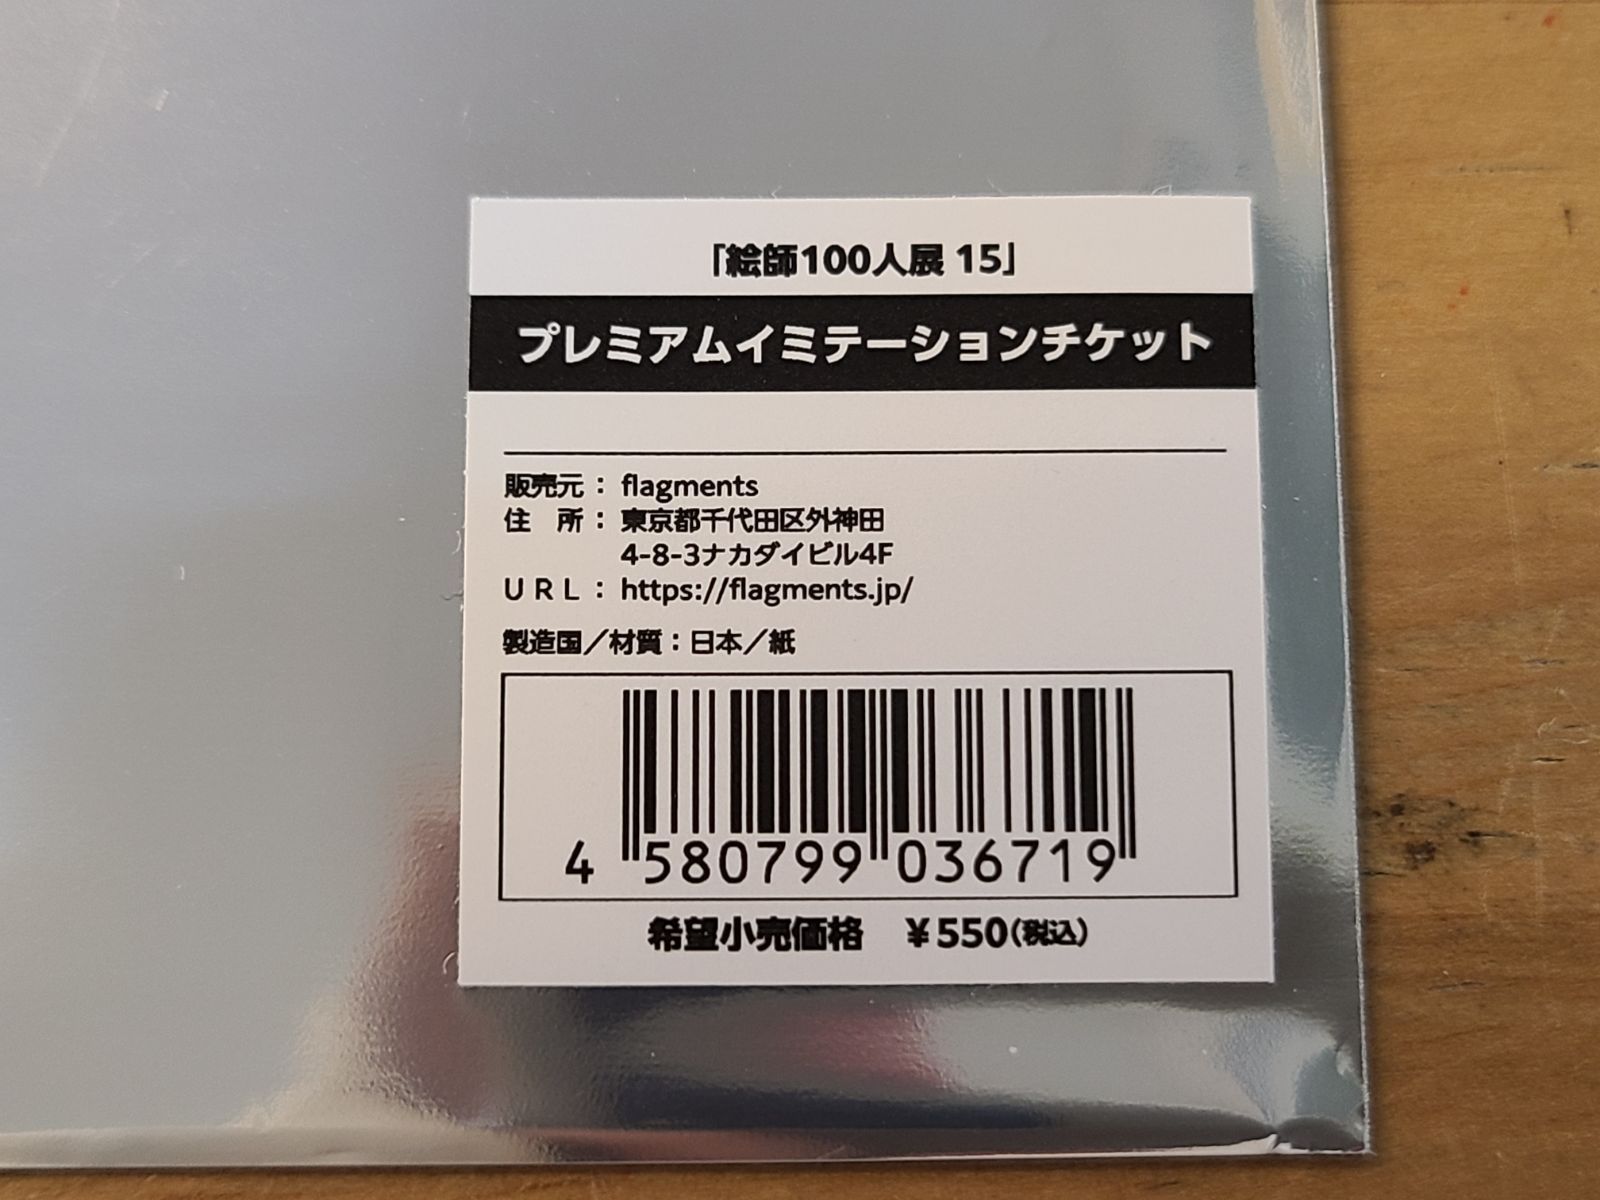 「絵師100人展 15」
プレミアムイミテーションチケット
販売元：flagments
住　所：東京都千代田区外神田
4-8-3ナカダイビル4F
ＵＲＬ：https://flagments.jp/
製造国／材質：日本／紙
4 580799 036719
希望小売価格　￥550(税込)